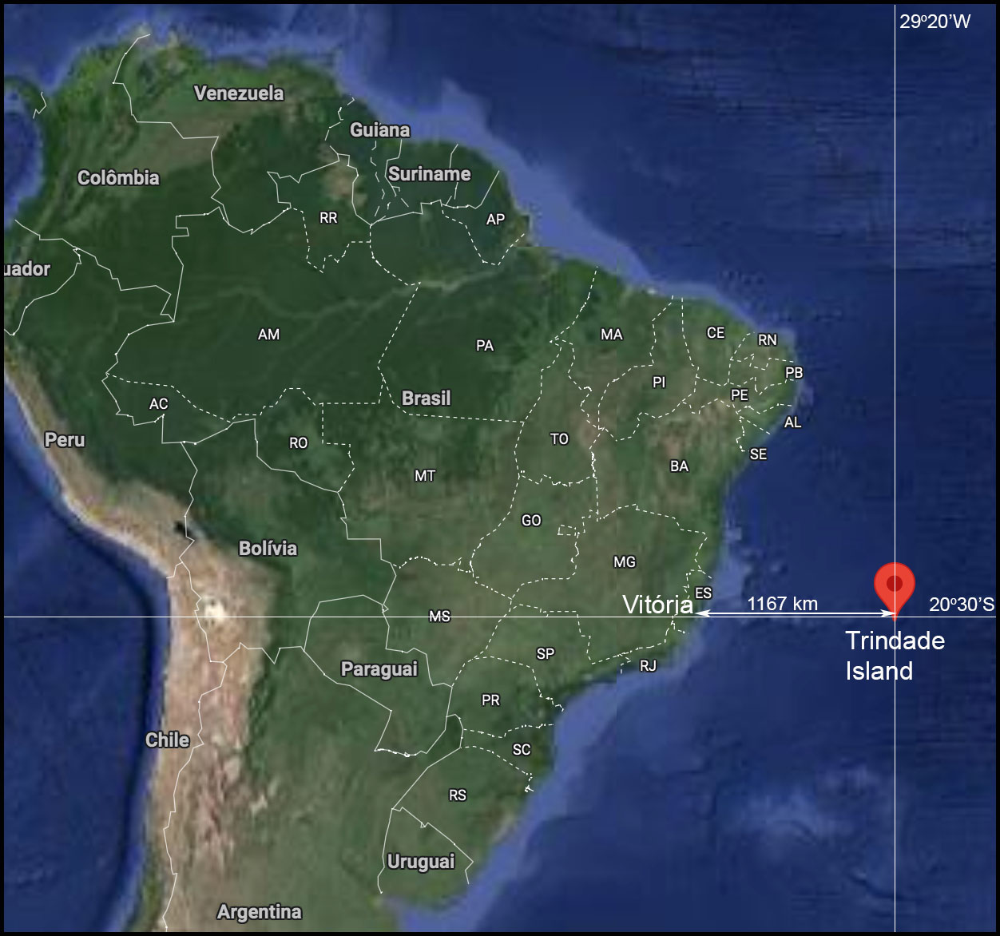 29º20'W
Venezuela
Guiana
Colômbia
Suriname
RR
AP
uador
AM
PA
MA
CE
RN
PB
PI
PE
AC
Brasil
AL
Peru
RO
TO
SE
MT
BA
GO
Bolívia
MG
ES
Vitória
1167 km
20º30'S
MS
Trindade
Island
SP
RJ
Paraguai
PR
Chile
SC
RS
Uruguai
Argentina